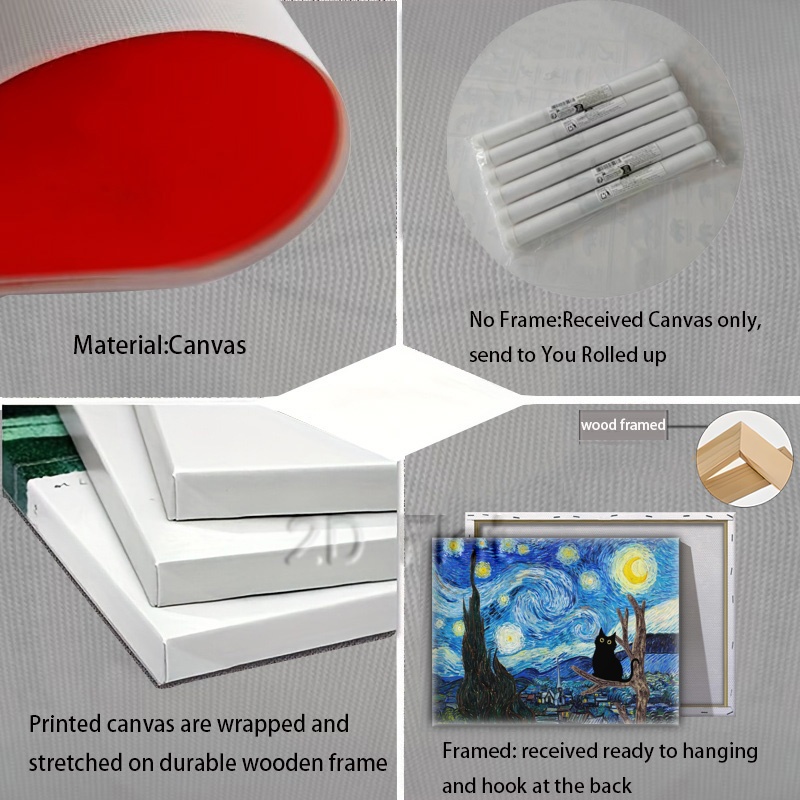 Material:Canvas
No Frame:Received Canvas only,
send to You Rolled up
wood framed
Printed canvas are wrapped and
stretched on durable wooden frame
Framed: received ready to hanging
and hook at the back